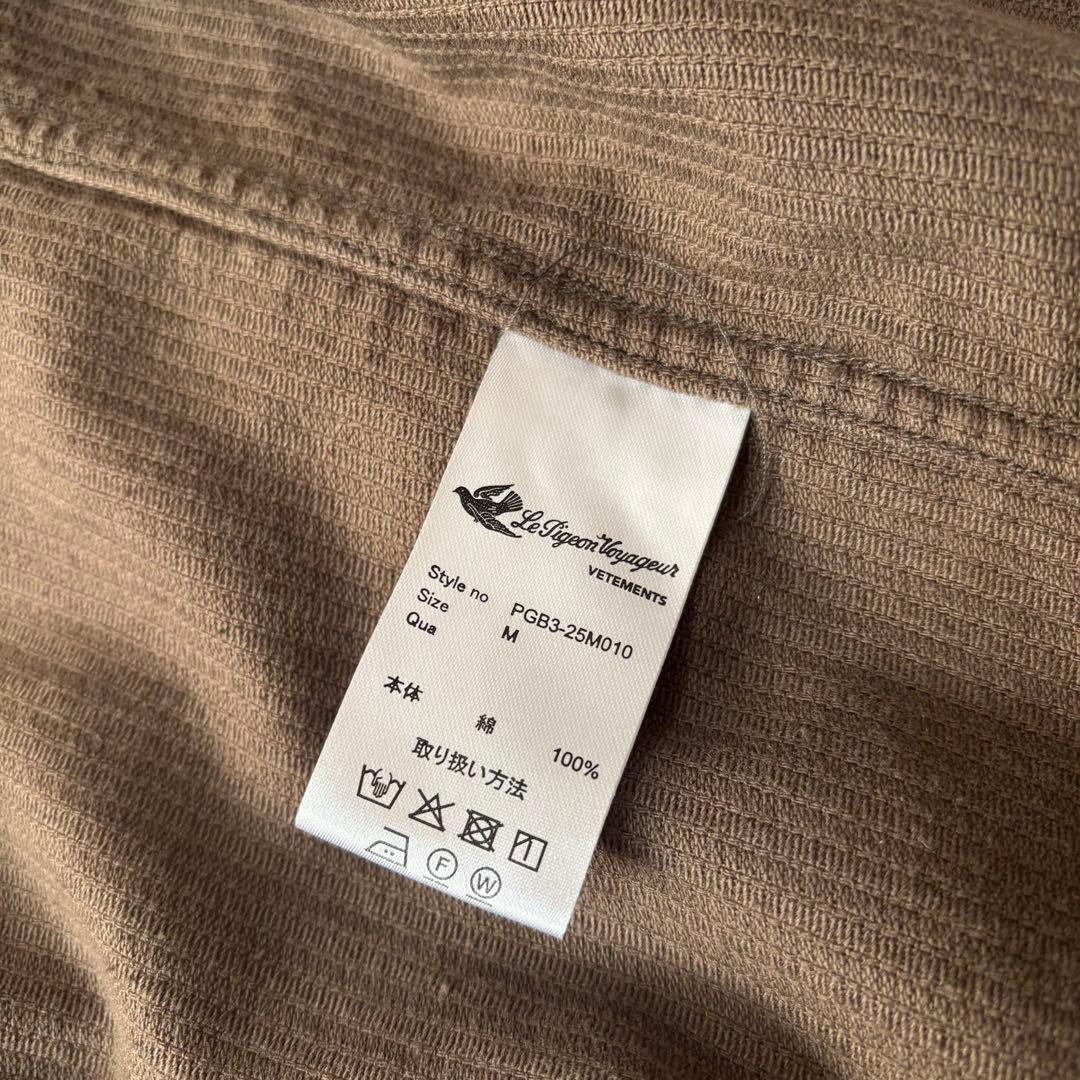 Le Pigeon Voyageur
VETEMENTS
Style no PGB3-25M010
Size M
Qua
本体
綿 100%
取り扱い方法
F W